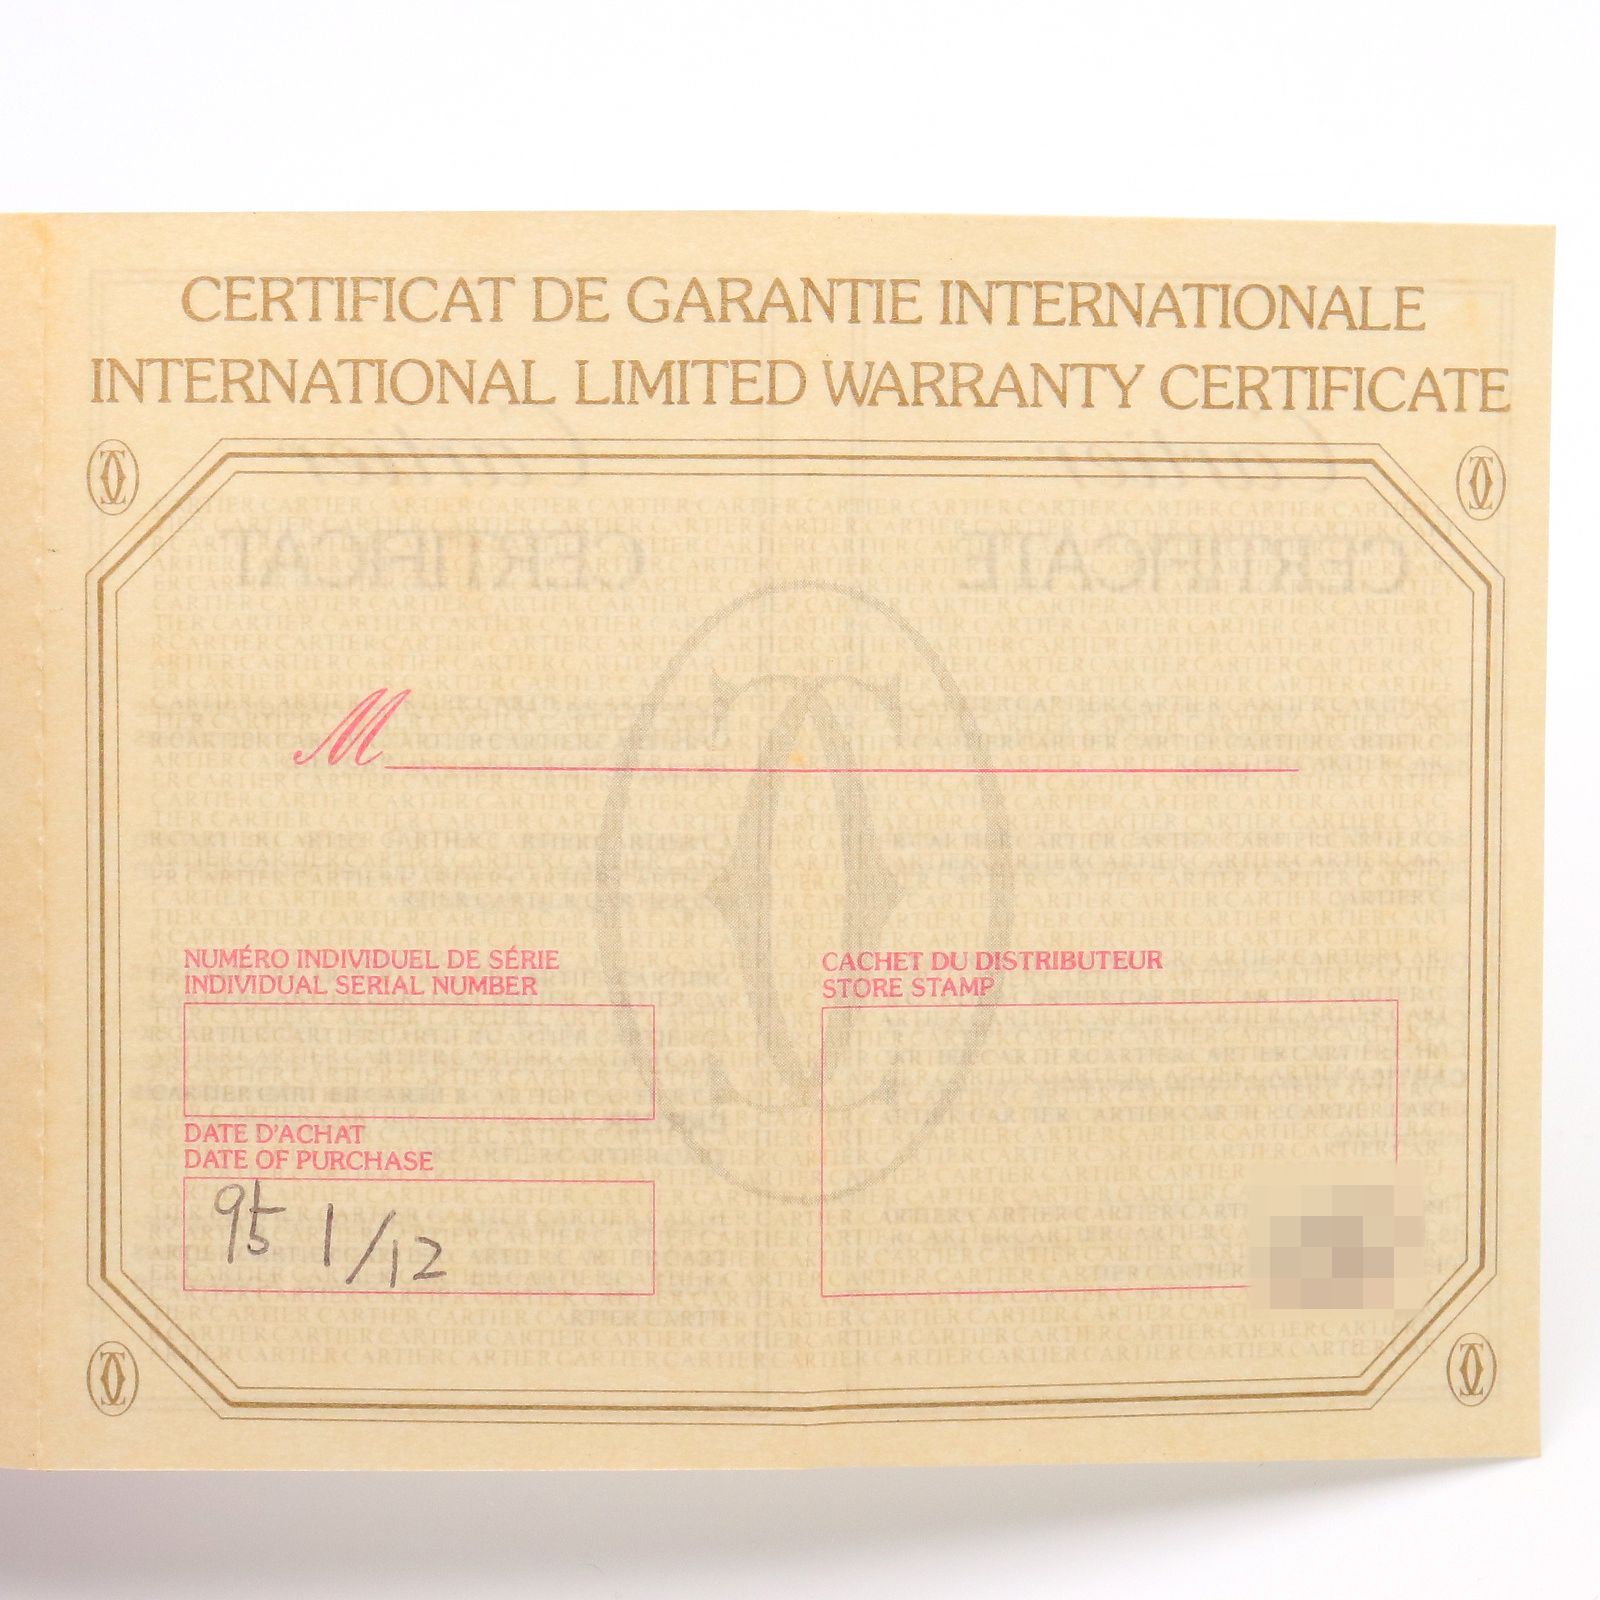 CERTIFICAT DE GARANTIE INTERNATIONALE
INTERNATIONAL LIMITED WARRANTY CERTIFICATE
M
NUMÉRO INDIVIDUEL DE SÉRIE
INDIVIDUAL SERIAL NUMBER
CACHET DU DISTRIBUTEUR
STORE STAMP
DATE D'ACHAT
DATE OF PURCHASE
95 1/12